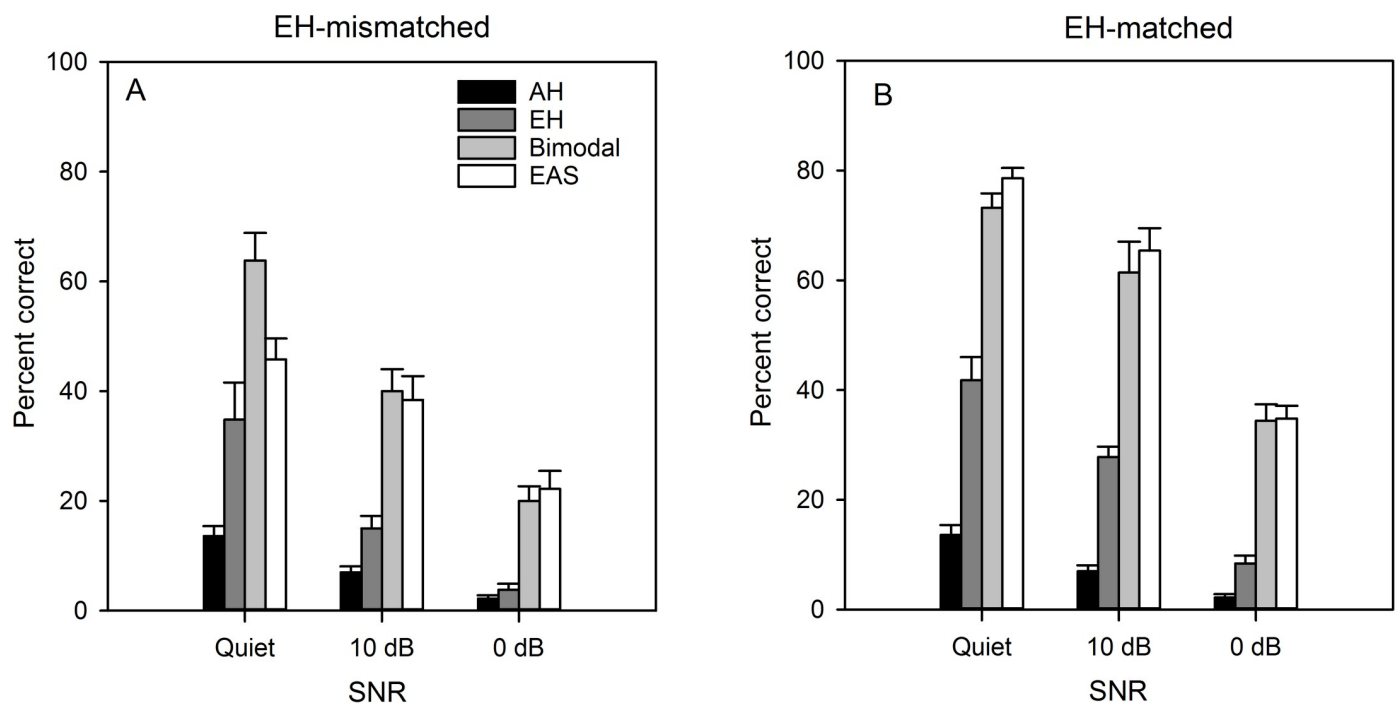 EH-mismatched
A
AH
EH
Bimodal
EAS
100
80
60
40
20
0
Percent correct
Quiet 10 dB 0 dB
SNR
EH-matched
B
100
80
60
40
20
0
Percent correct
Quiet 10 dB 0 dB
SNR